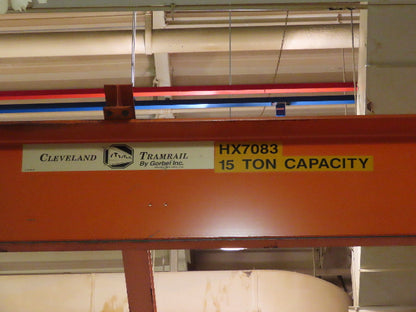 CLEVELAND TRAMRAIL
By Gorbel Inc.
HX7083
15 TON CAPACITY